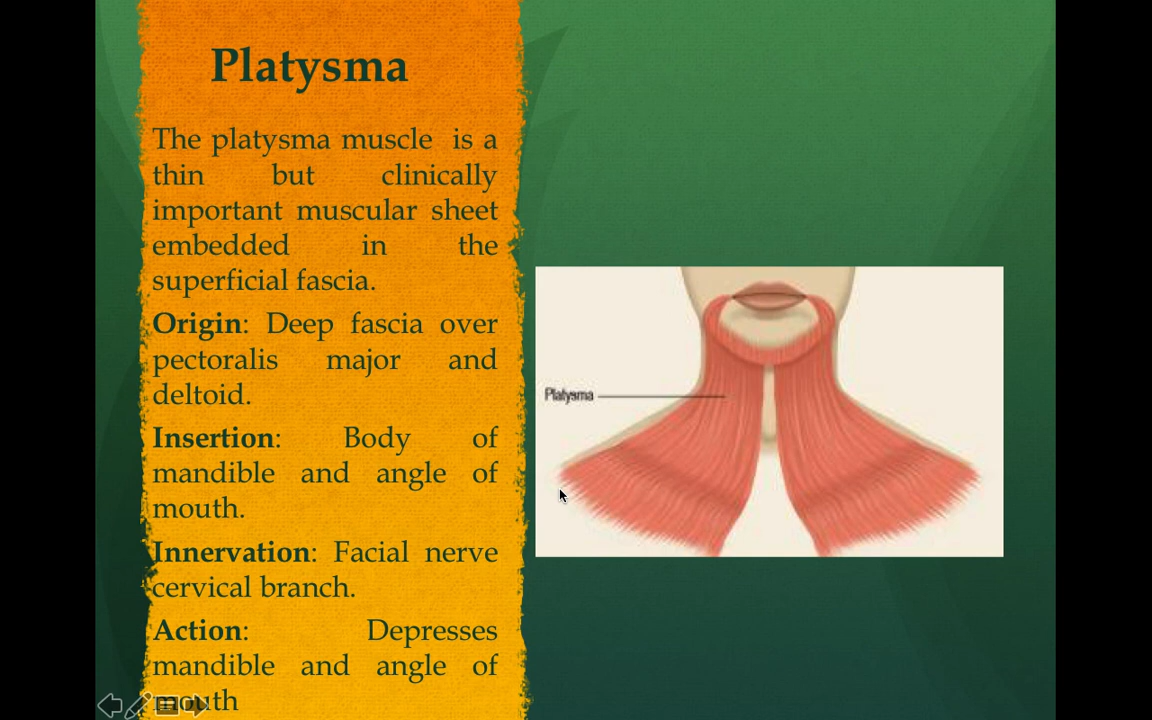 Platysma
The platysma muscle is a
thin but clinically
important muscular sheet
embedded in the
superficial fascia.
Origin: Deep fascia over
pectoralis major and
deltoid.
Insertion: Body of
mandible and angle of
mouth.
Innervation: Facial nerve
cervical branch.
Action: Depresses
mandible and angle of
mouth
Platysma